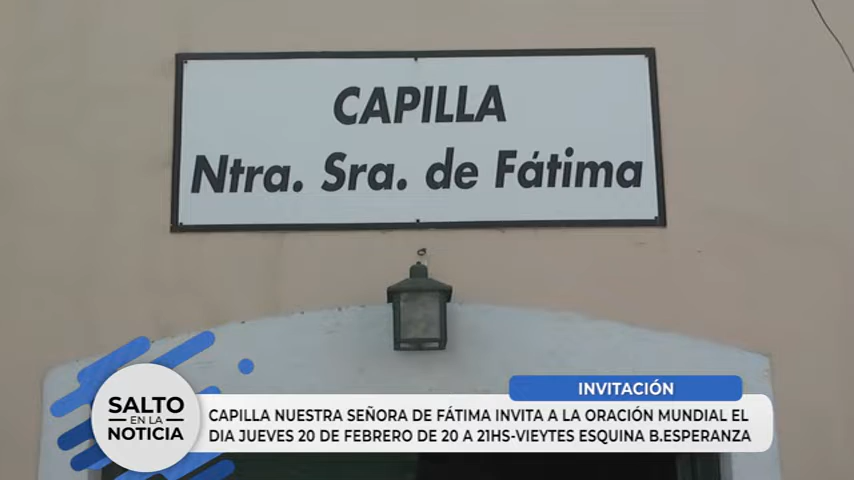 CAPILLA
Ntra. Sra. de Fátima
INVITACIÓN
SALTO
EN LA
NOTICIA
CAPILLA NUESTRA SEÑORA DE FÁTIMA INVITA A LA ORACIÓN MUNDIAL EL
DIA JUEVES 20 DE FEBRERO DE 20 A 21HS-VIEYTES ESQUINA B.ESPERANZA